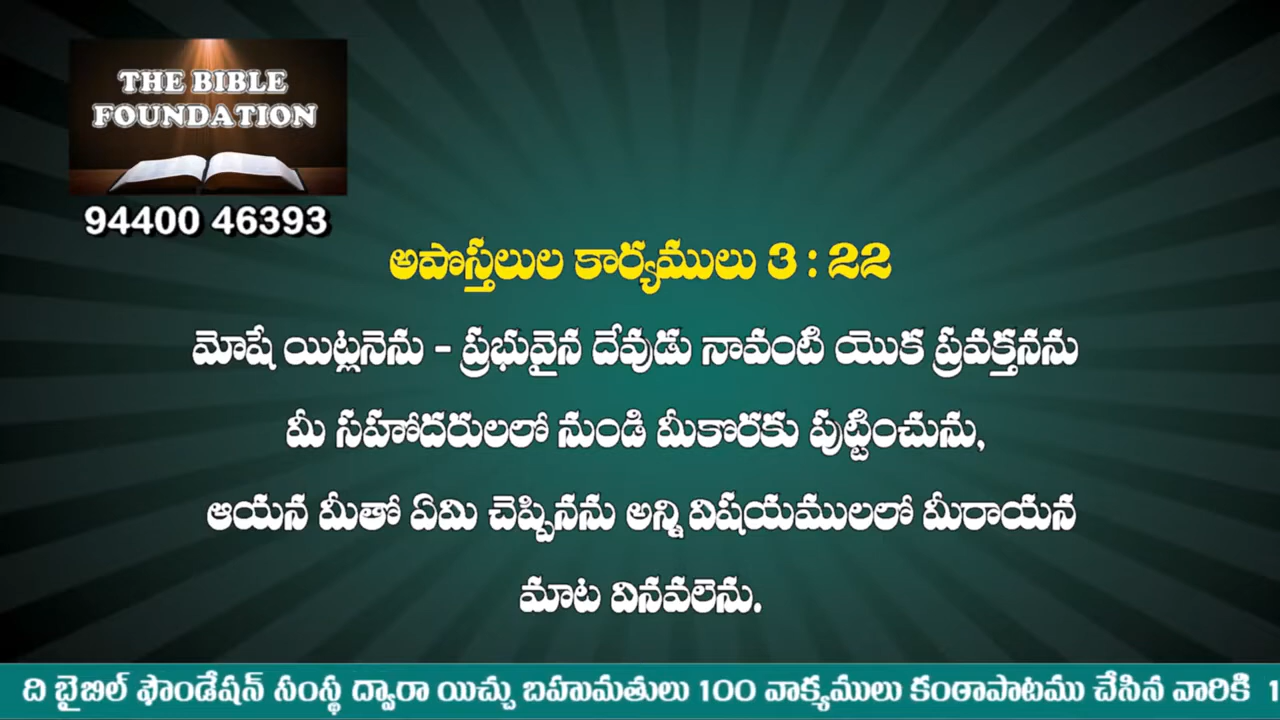 THE BIBLE
FOUNDATION
94400 46393
అపొస్తలుల కార్యములు 3 : 22
మోషే యిట్లనెను - ప్రభువైన దేవుడు నావంటి యొక ప్రవక్తనను
మీ సహోదరులలో నుండి మీకొరకు పుట్టించును,
ఆయన మీతో ఏమి చెప్పినను అన్ని విషయములలో మీరాయన
మాట వినవలెను.
ది బైబిల్ ఫౌండేషన్ సంస్థ ద్వారా యిచ్చు బహుమతులు 100 వాక్యములు కంఠాపాటము చేసిన వారికి 1